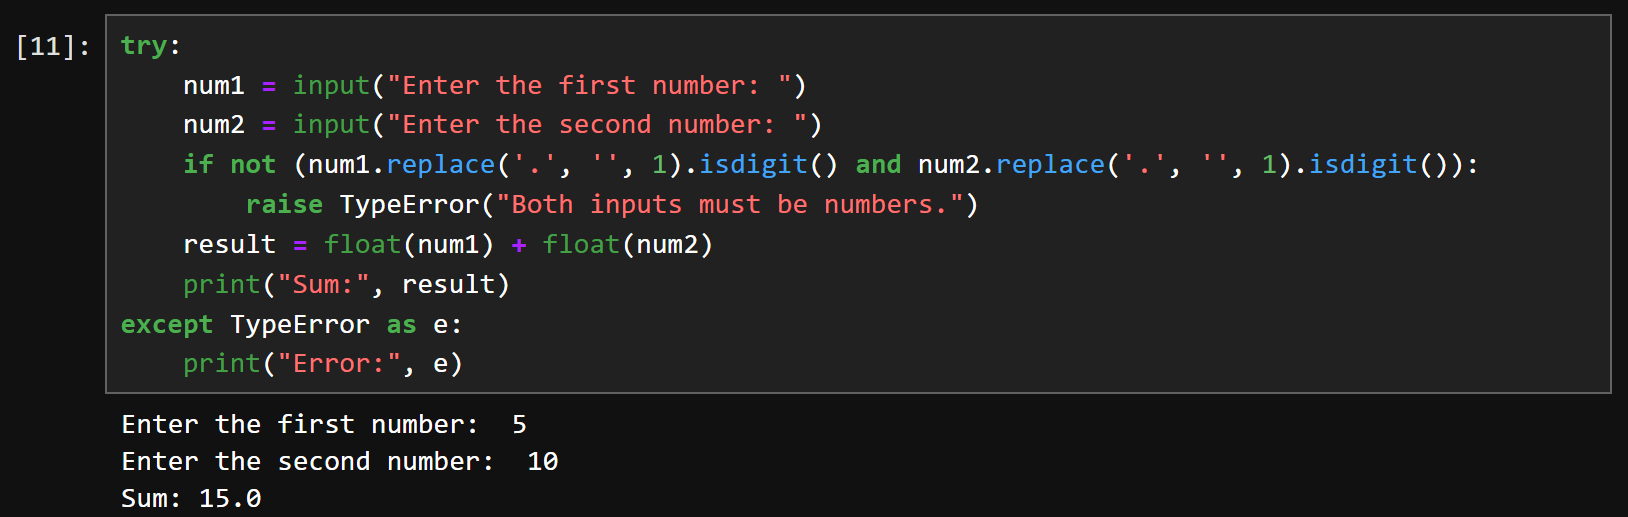 [11]: try:
    num1 = input("Enter the first number: ")
    num2 = input("Enter the second number: ")
    if not (num1.replace('.', '', 1).isdigit() and num2.replace('.', '', 1).isdigit()):
        raise TypeError("Both inputs must be numbers.")
    result = float(num1) + float(num2)
    print("Sum:", result)
except TypeError as e:
    print("Error:", e)
Enter the first number:  5
Enter the second number:  10
Sum: 15.0